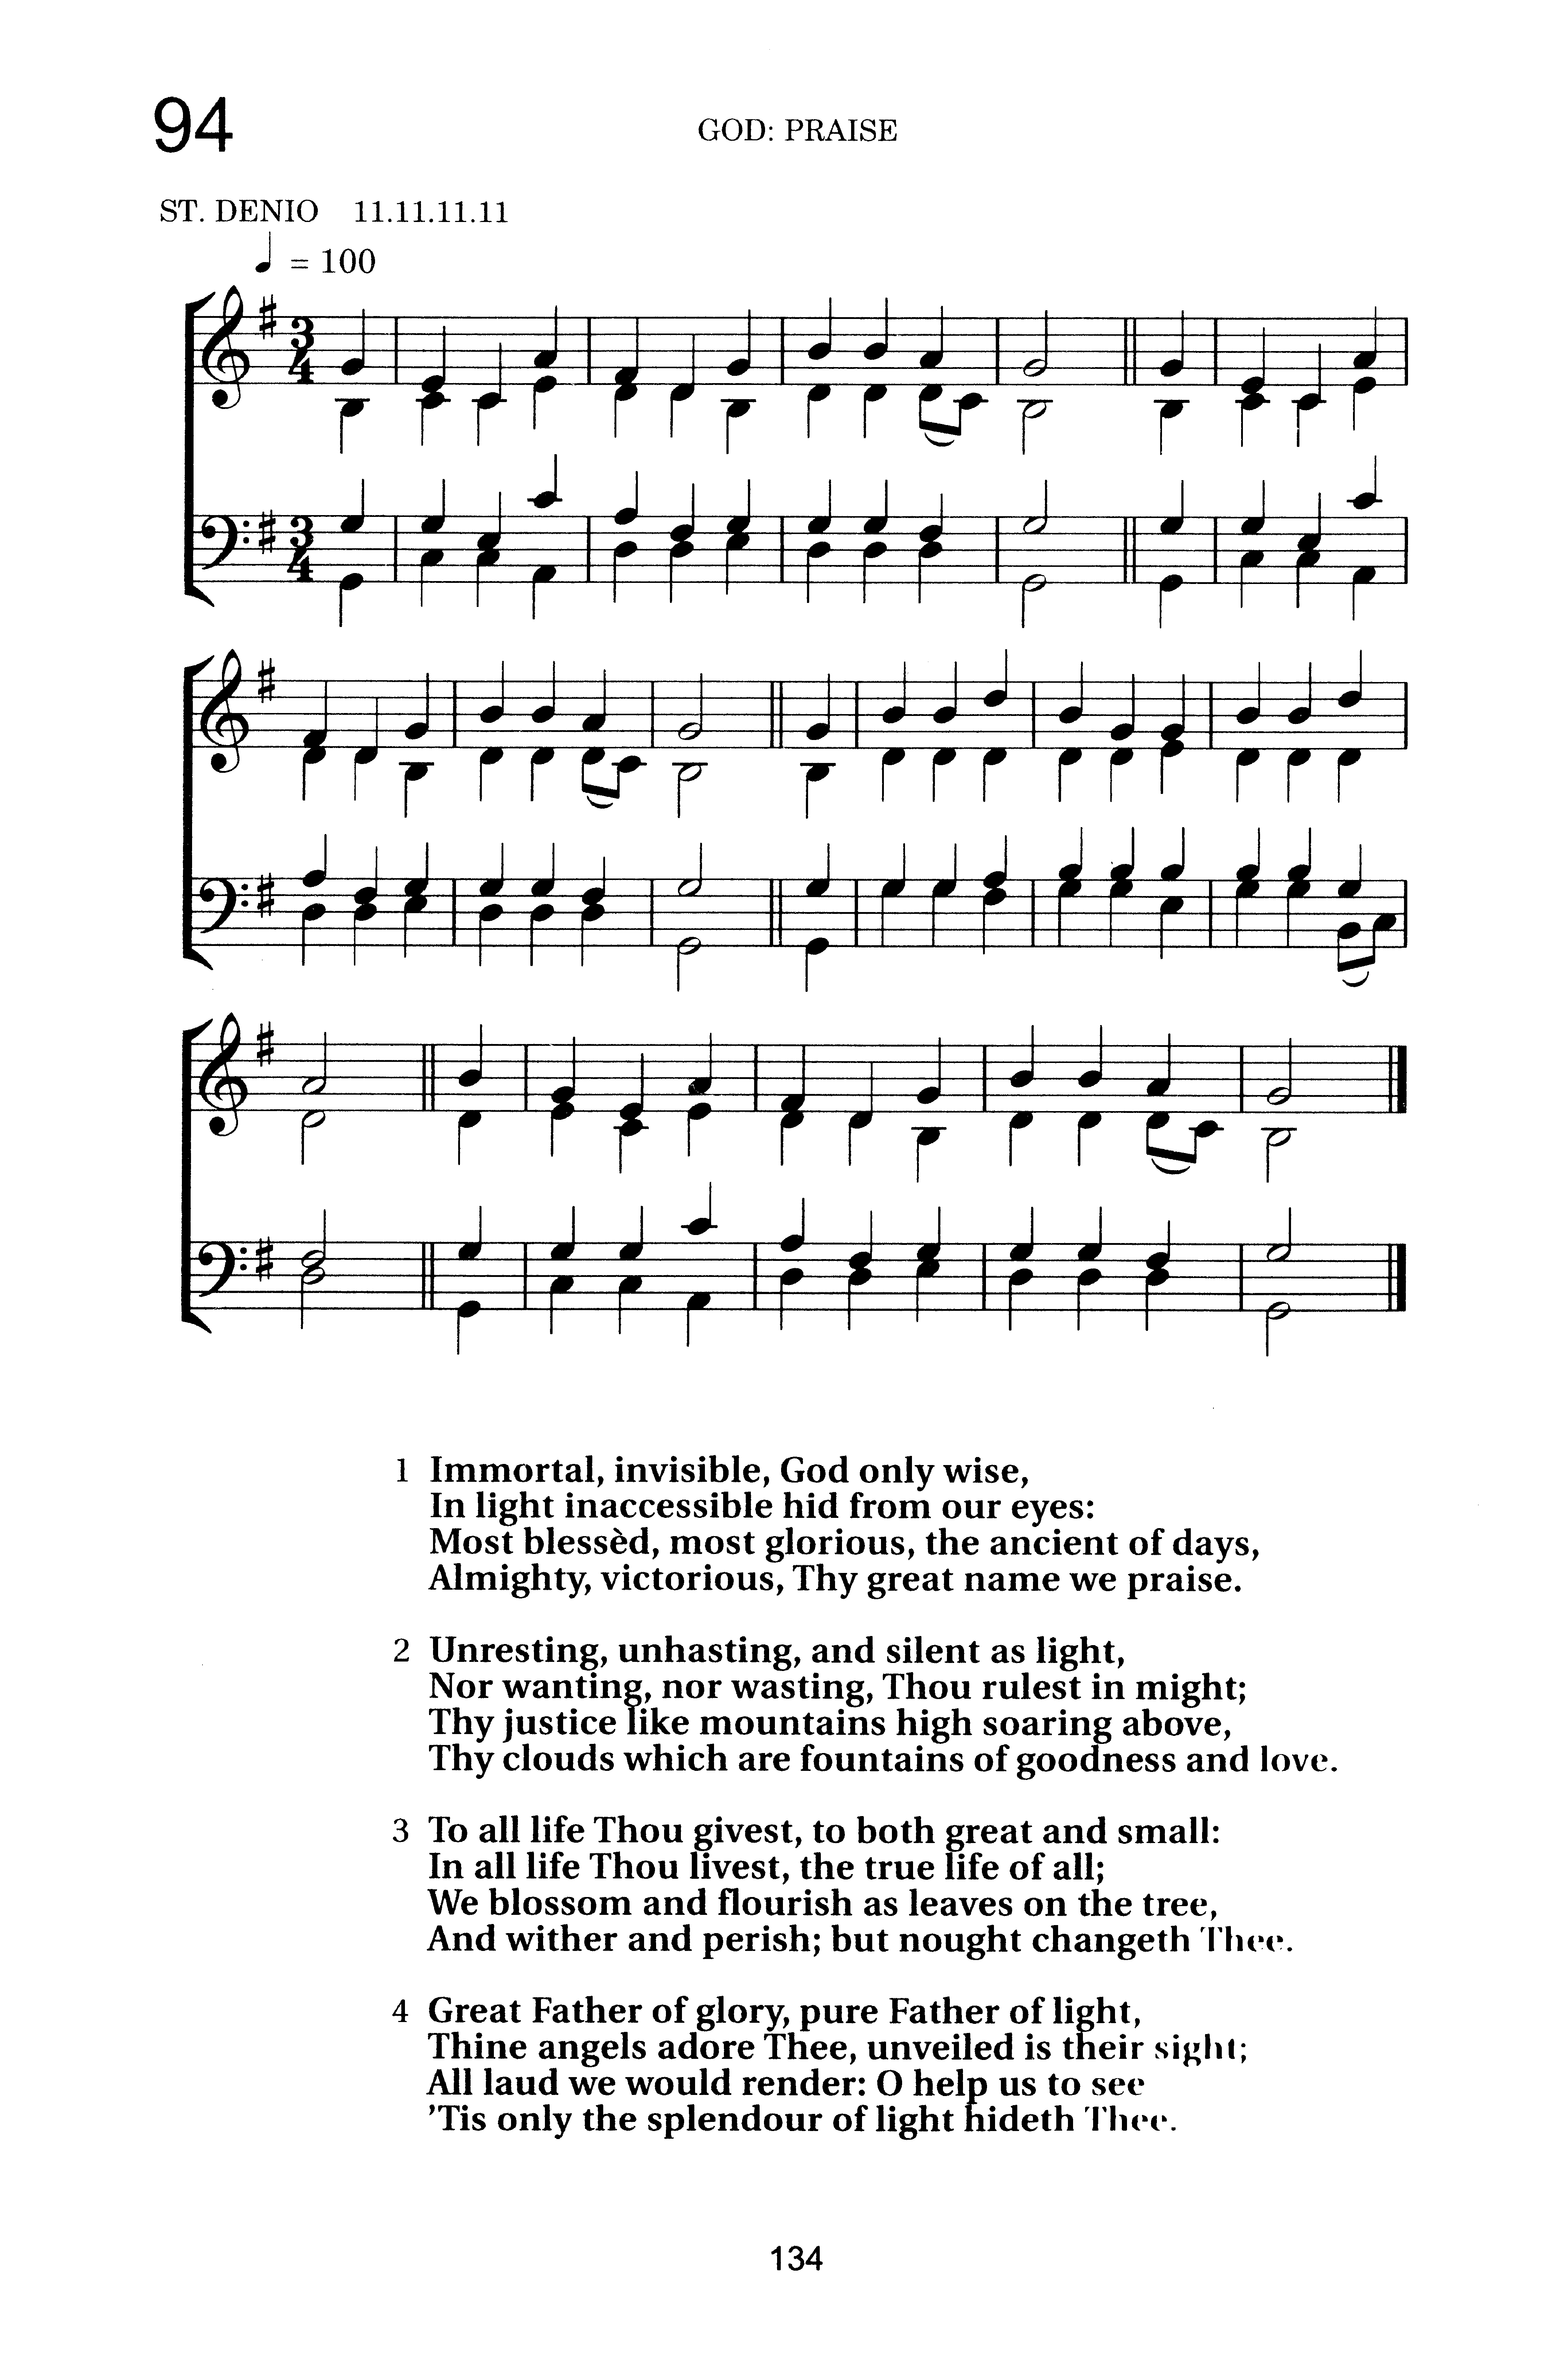 94
GOD: PRAISE
ST. DENIO 11.11.11.11
♩ = 100
1 Immortal, invisible, God only wise,
In light inaccessible hid from our eyes:
Most blessèd, most glorious, the ancient of days,
Almighty, victorious, Thy great name we praise.
2 Unresting, unhasting, and silent as light,
Nor wanting, nor wasting, Thou rulest in might;
Thy justice like mountains high soaring above,
Thy clouds which are fountains of goodness and love.
3 To all life Thou givest, to both great and small:
In all life Thou livest, the true life of all;
We blossom and flourish as leaves on the tree,
And wither and perish; but nought changeth Thee.
4 Great Father of glory, pure Father of light,
Thine angels adore Thee, unveiled is their sight;
All laud we would render: O help us to see
’Tis only the splendour of light hideth Thee.
134